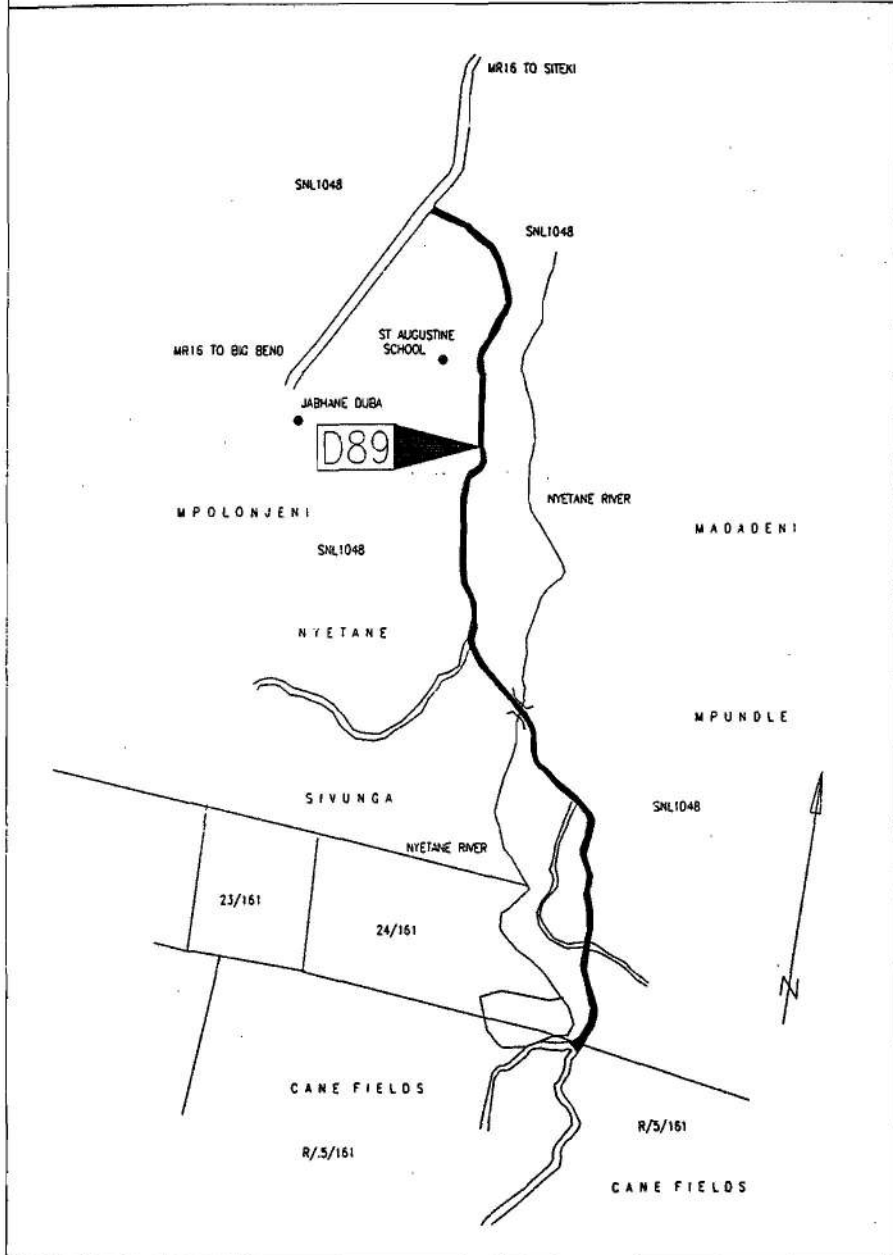 MR16 TO SITEKI
SNL1048
SNL1048
ST AUGUSTINE
SCHOOL
MR16 TO BIG BEND
JABHANE DUBA
D89
NYETANE RIVER
MPOLONJENI
MADADENI
SNL1048
NYETANE
MPUNDLE
SIVUNGA
SNL1048
NYETANE RIVER
23/161
24/161
N
CANE FIELDS
R/5/161
R/.5/161
CANE FIELDS